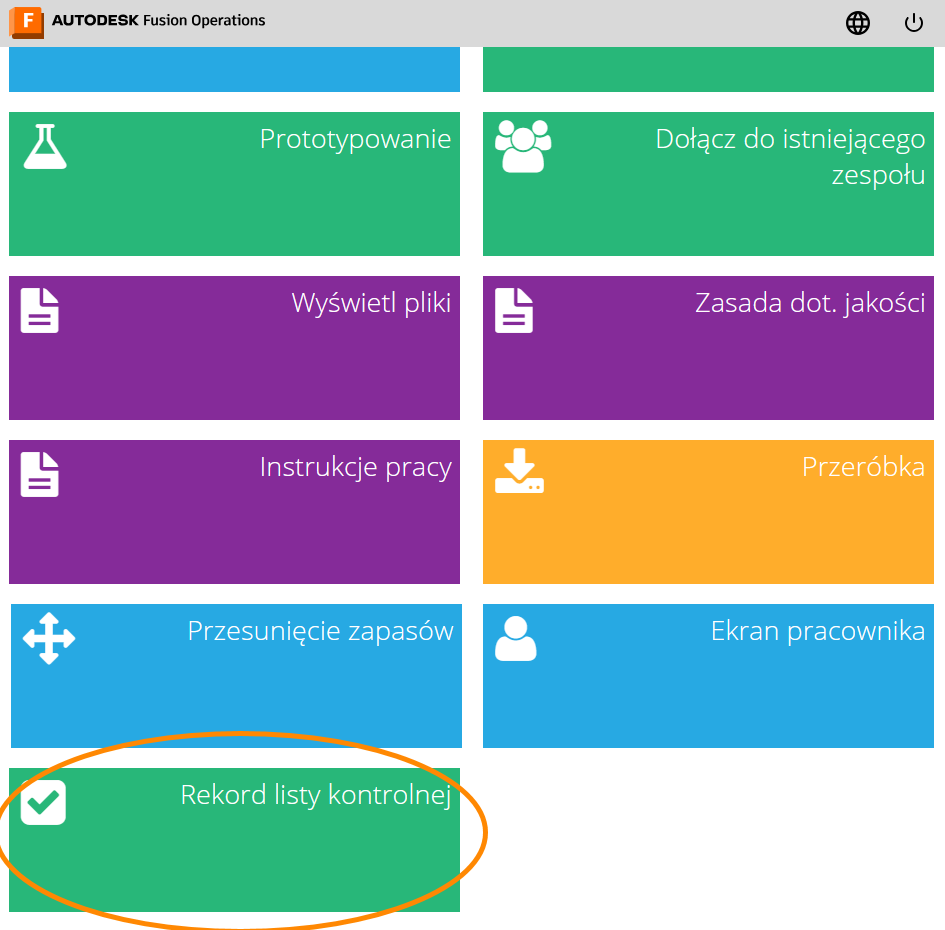 F AUTODESK Fusion Operations
Prototypowanie
Dołącz do istniejącego
zespołu
Wyświetl pliki
Zasada dot. jakości
Instrukcje pracy
Przeróbka
Przesunięcie zapasów
Ekran pracownika
Rekord listy kontrolnej